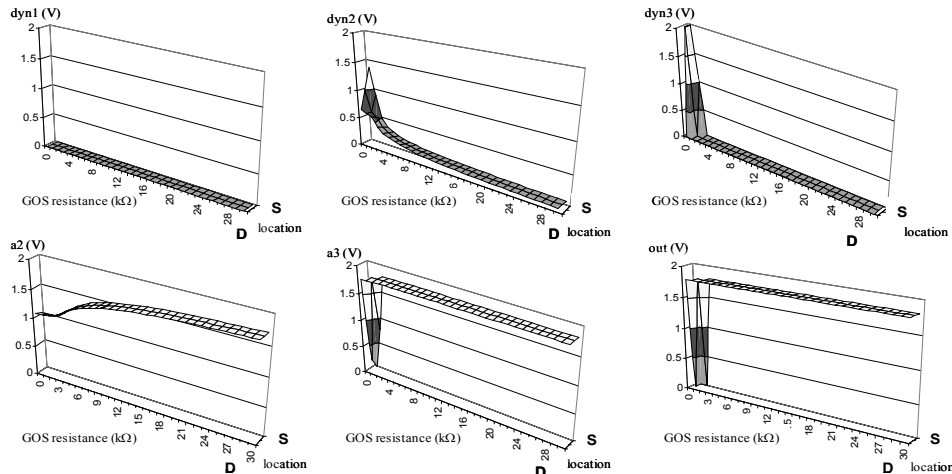 dyn1 (V)
2
1.5
1
0.5
0
0
4
8
12
16
20
24
28
GOS resistance (kΩ)
S
D
location
dyn2 (V)
2
1.5
1
0.5
0
0
4
8
12
6
20
24
28
GOS resistance (kΩ)
S
D
location
dyn3 (V)
2
1.5
1
0.5
0
0
4
8
12
16
20
24
28
GOS resistance (kΩ)
S
D
location
a2 (V)
2
1.5
1
0.5
0
0
3
6
9
12
15
18
21
24
27
30
GOS resistance (kΩ)
S
D
location
a3 (V)
2
1.5
1
0.5
0
0
4
8
12
16
20
24
28
GOS resistance (kΩ)
S
D
location
out (V)
2
1.5
1
0.5
0
0
3
6
9
12
.5
18
21
24
27
30
GOS resistance (kΩ)
S
D
location